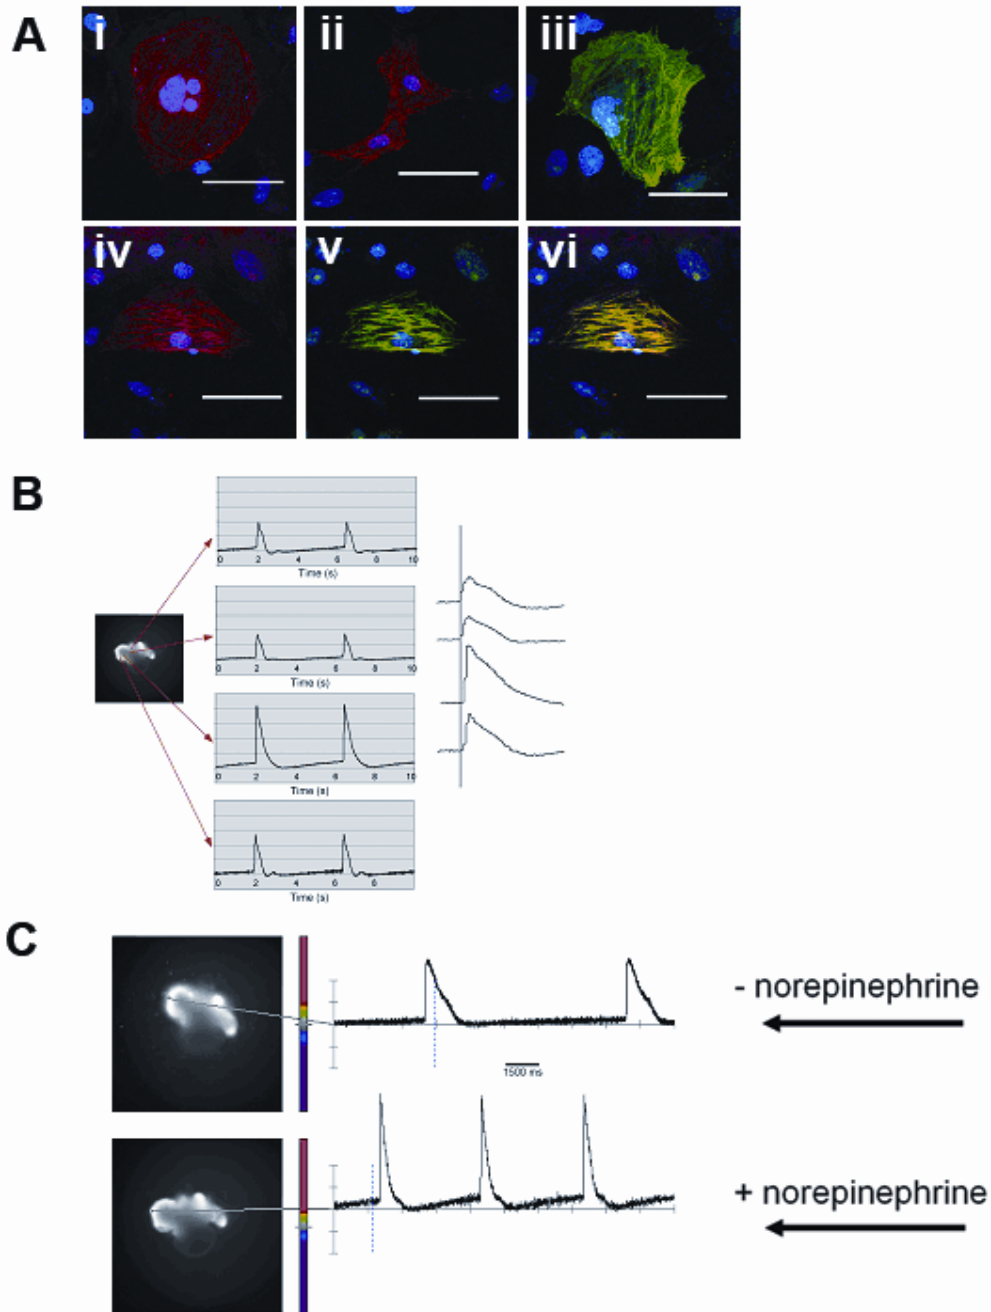 A
i
ii
iii
iv
v
vi
B
0 2 4 6 8 10
Time (s)
0 2 4 6 8 10
Time (s)
0 2 4 6 8 10
Time (s)
0 2 4 6 8
Time (s)
C
- norepinephrine
1500 ms
+ norepinephrine